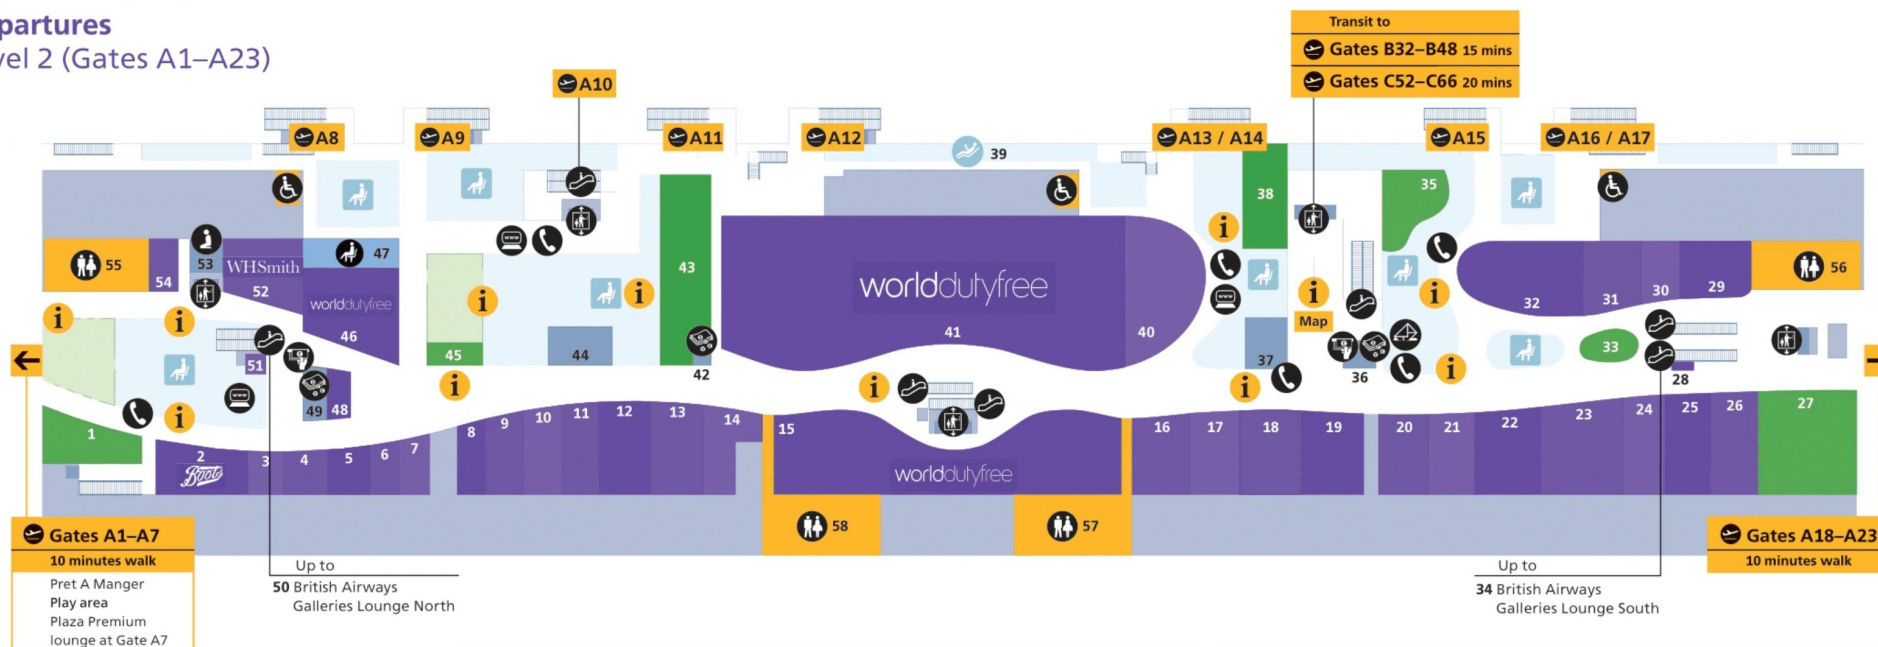 partures
vel 2 (Gates A1–A23)
Transit to
Gates B32–B48 15 mins
Gates C52–C66 20 mins
A10
A8
A9
A11
A12
A13 / A14
A15
A16 / A17
39
38
35
55
54
53
WHSmith
52
47
worlddutyfree
46
43
worlddutyfree
41
40
i
i
i
i
i
i
i
i
i
i
i
i
Map
32
31
30
29
56
51
49
48
45
44
42
37
36
33
28
www
www
www
1
2
Boots
3
4
5
6
7
8
9
10
11
12
13
14
15
worlddutyfree
16
17
18
19
20
21
22
23
24
25
26
27
58
57
Gates A1–A7
10 minutes walk
Pret A Manger
Play area
Plaza Premium
lounge at Gate A7
Up to
50 British Airways
Galleries Lounge North
Up to
34 British Airways
Galleries Lounge South
Gates A18–A23
10 minutes walk